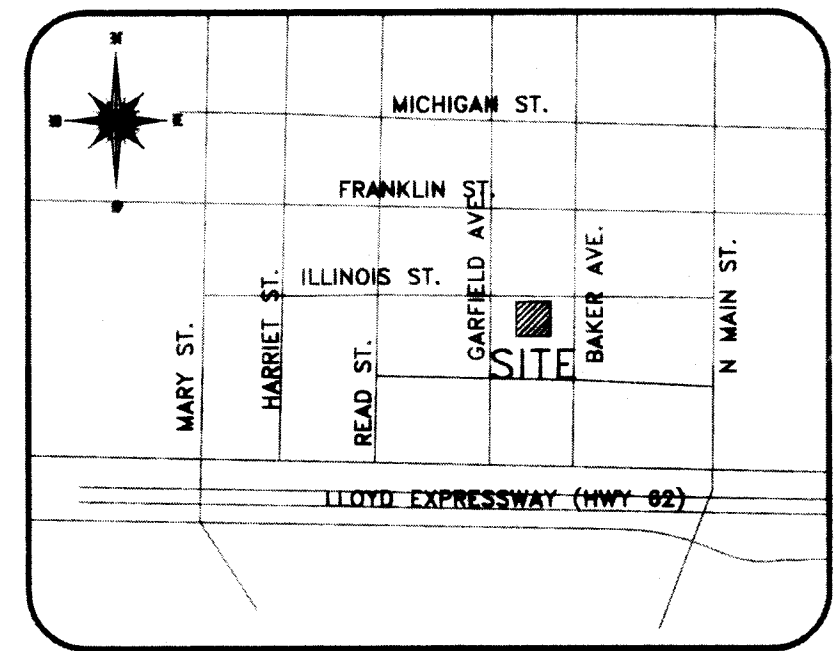 N
E
MICHIGAN ST.
FRANKLIN ST.
GARFIELD AVE.
BAKER AVE.
N MAIN ST.
ILLINOIS ST.
HARRIET ST.
MARY ST.
READ ST.
SITE
LLOYD EXPRESSWAY (HWY 62)